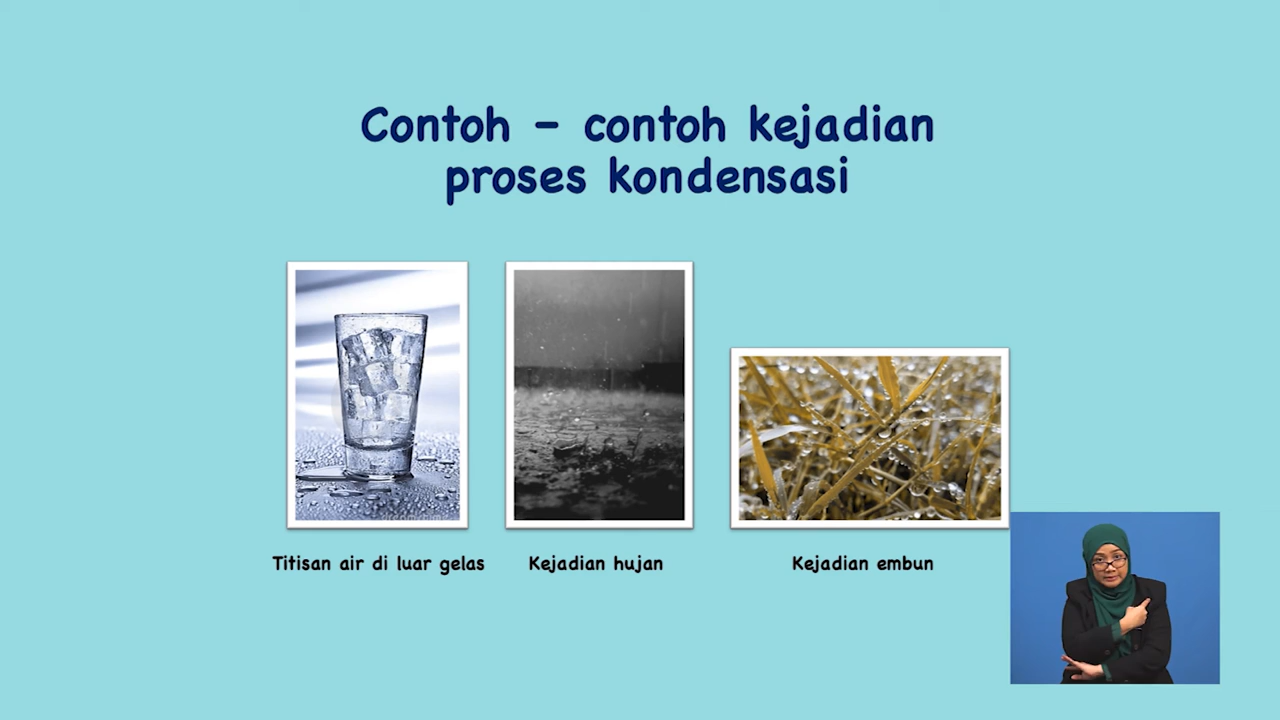 Contoh - contoh kejadian
proses kondensasi
Titisan air di luar gelas
Kejadian hujan
Kejadian embun